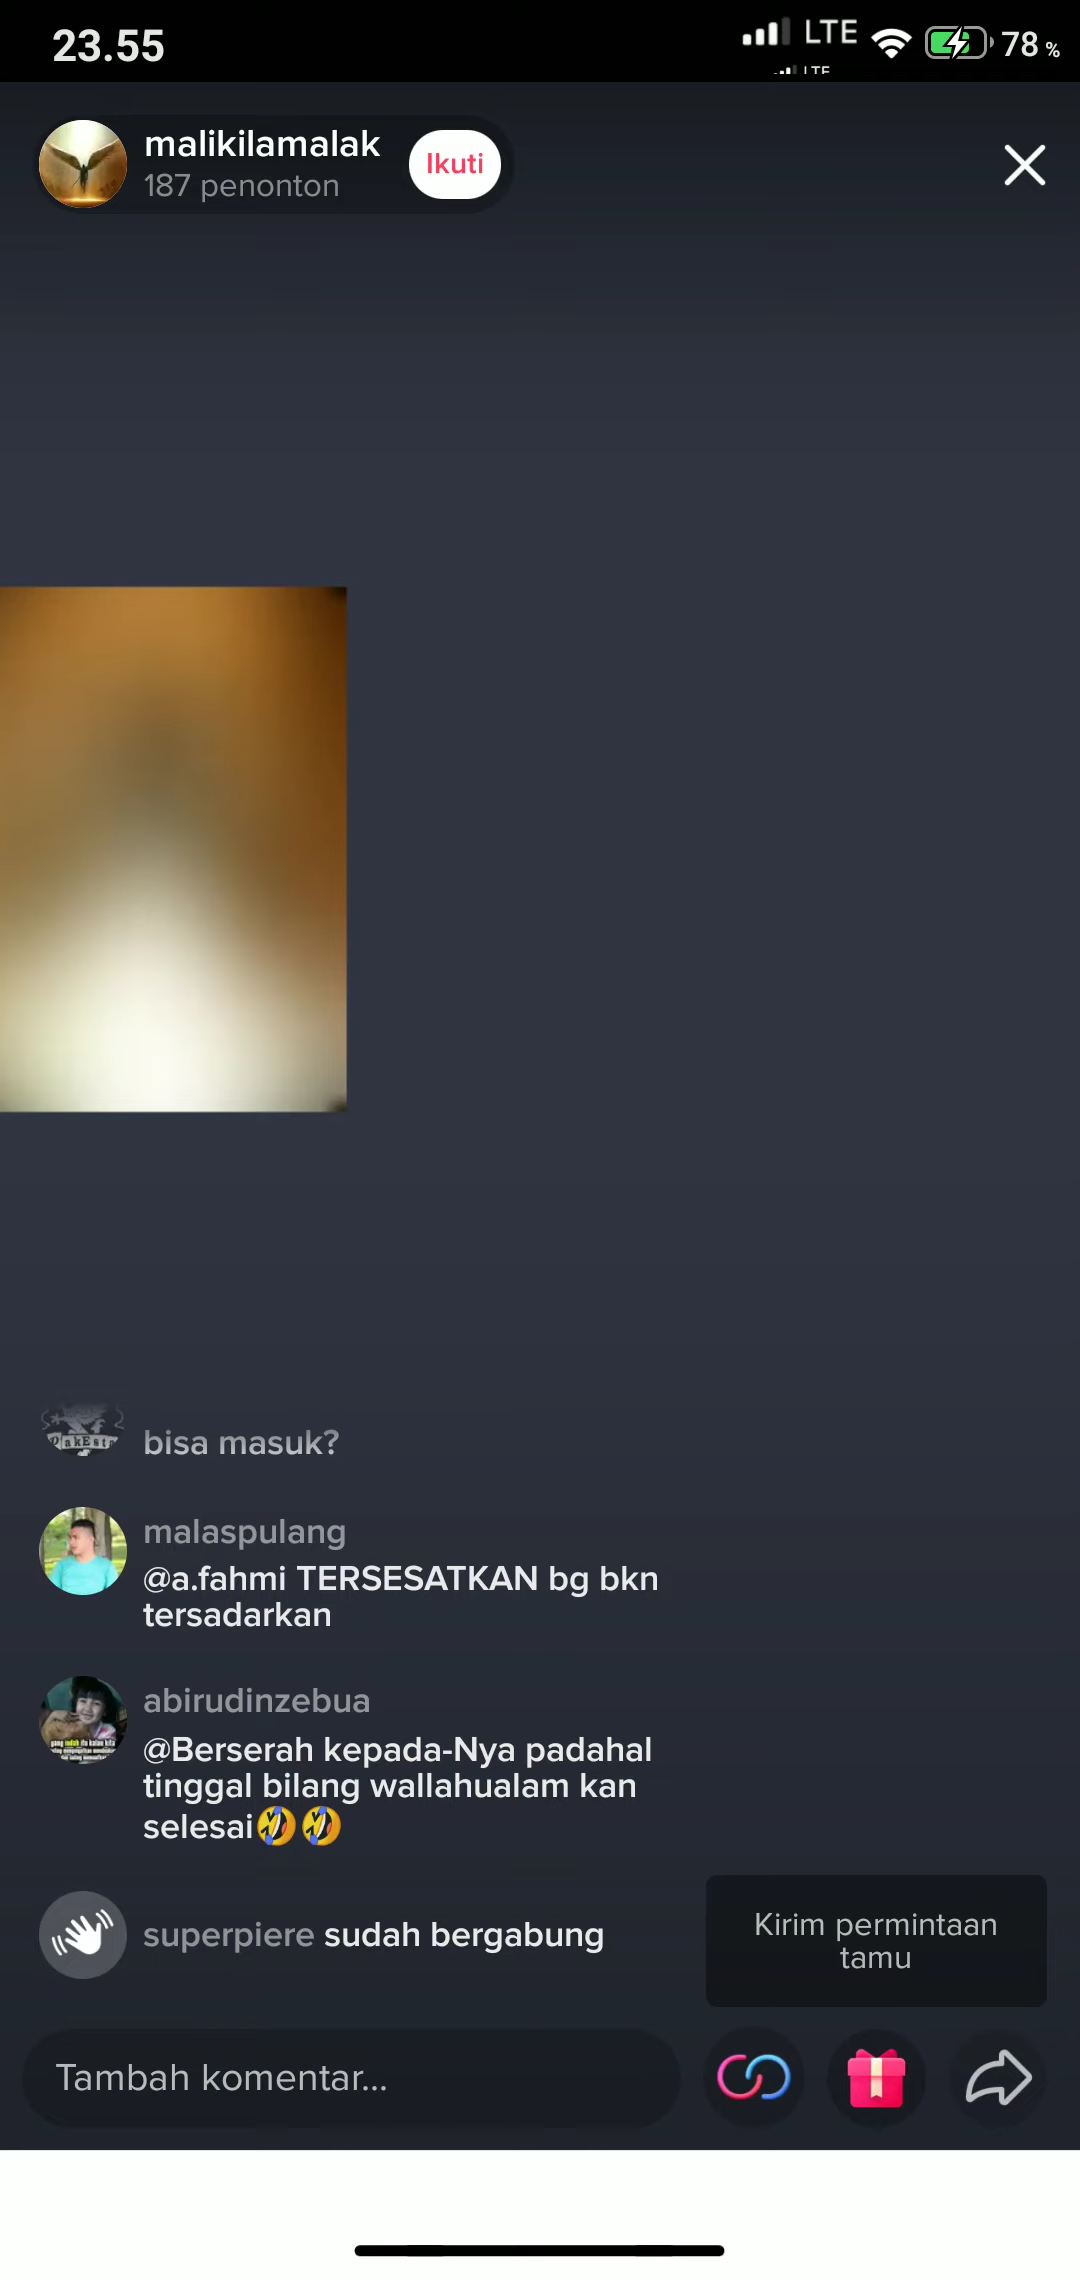 23.55
LTE
78 %
LTE
malikilamalak
187 penonton
Ikuti
bisa masuk?
malaspulang
@a.fahmi TERSESATKAN bg bkn
tersadarkan
abirudinzebua
@Berserah kepada-Nya padahal
tinggal bilang wallahualam kan
selesai🤣🤣
superpiere sudah bergabung
Kirim permintaan
tamu
Tambah komentar...